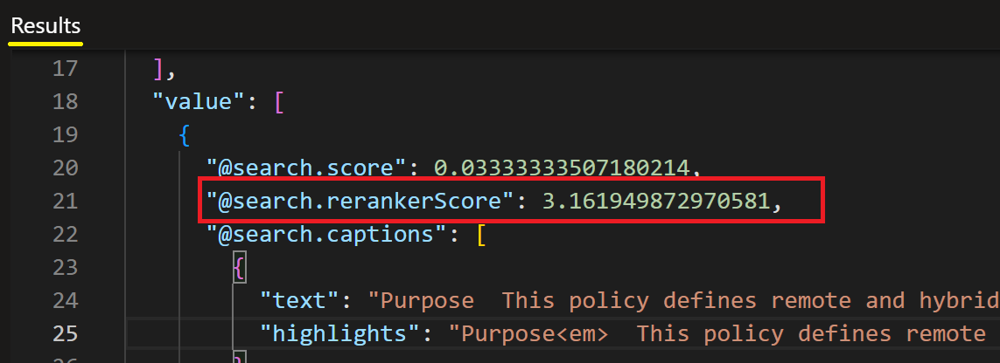 Results
17 ],
18 "value": [
19 {
20 "@search.score": 0.03333333507180214,
21 "@search.rerankerScore": 3.161949872970581,
22 "@search.captions": [
23 {
24 "text": "Purpose  This policy defines remote and hybrid
25 "highlights": "Purpose<em>  This policy defines remote
26 }